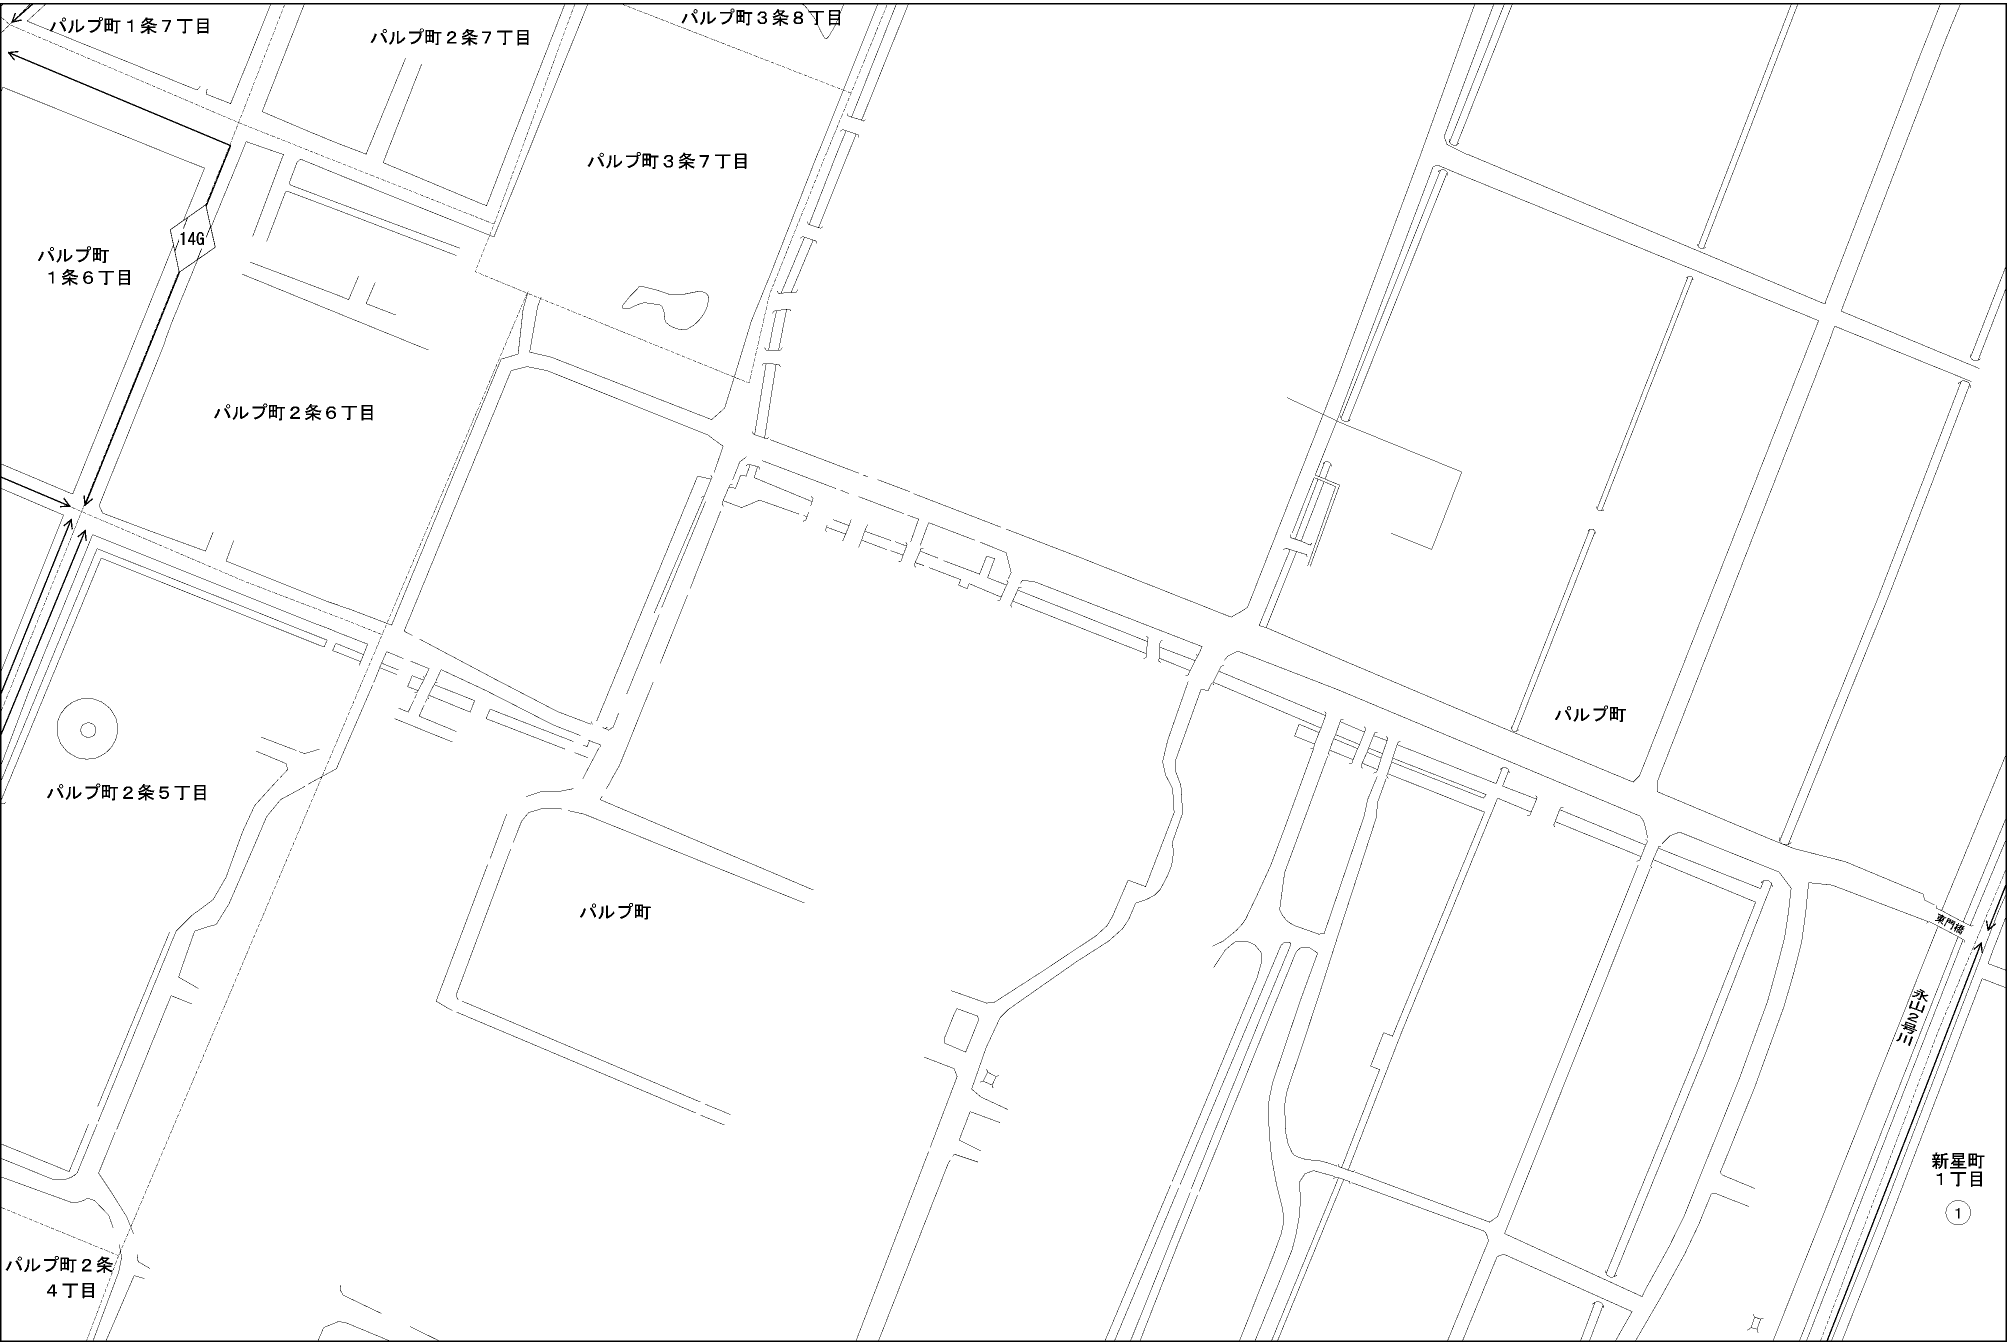 パルプ町１条７丁目
パルプ町２条７丁目
パルプ町３条８丁目
パルプ町３条７丁目
14G
パルプ町
１条６丁目
パルプ町２条６丁目
パルプ町
パルプ町２条５丁目
パルプ町
東門橋
永山２号川
新星町
１丁目
1
パルプ町２条
４丁目